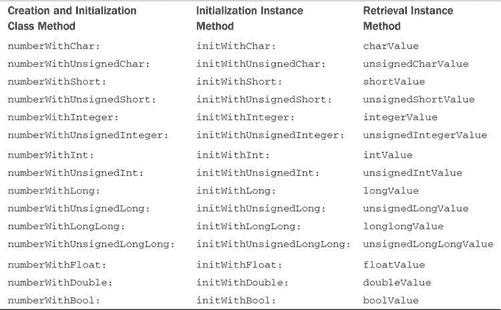 Creation and Initialization Class Method Initialization Instance Method Retrieval Instance Method
numberWithChar: initWithChar: charValue
numberWithUnsignedChar: initWithUnsignedChar: unsignedCharValue
numberWithShort: initWithShort: shortValue
numberWithUnsignedShort: initWithUnsignedShort: unsignedShortValue
numberWithInteger: initWithInteger: integerValue
numberWithUnsignedInteger: initWithUnsignedInteger: unsignedIntegerValue
numberWithInt: initWithInt: intValue
numberWithUnsignedInt: initWithUnsignedInt: unsignedIntValue
numberWithLong: initWithLong: longValue
numberWithUnsignedLong: initWithUnsignedLong: unsignedLongValue
numberWithLongLong: initWithLongLong: longlongValue
numberWithUnsignedLongLong: initWithUnsignedLongLong: unsignedLongLongValue
numberWithFloat: initWithFloat: floatValue
numberWithDouble: initWithDouble: doubleValue
numberWithBool: initWithBool: boolValue